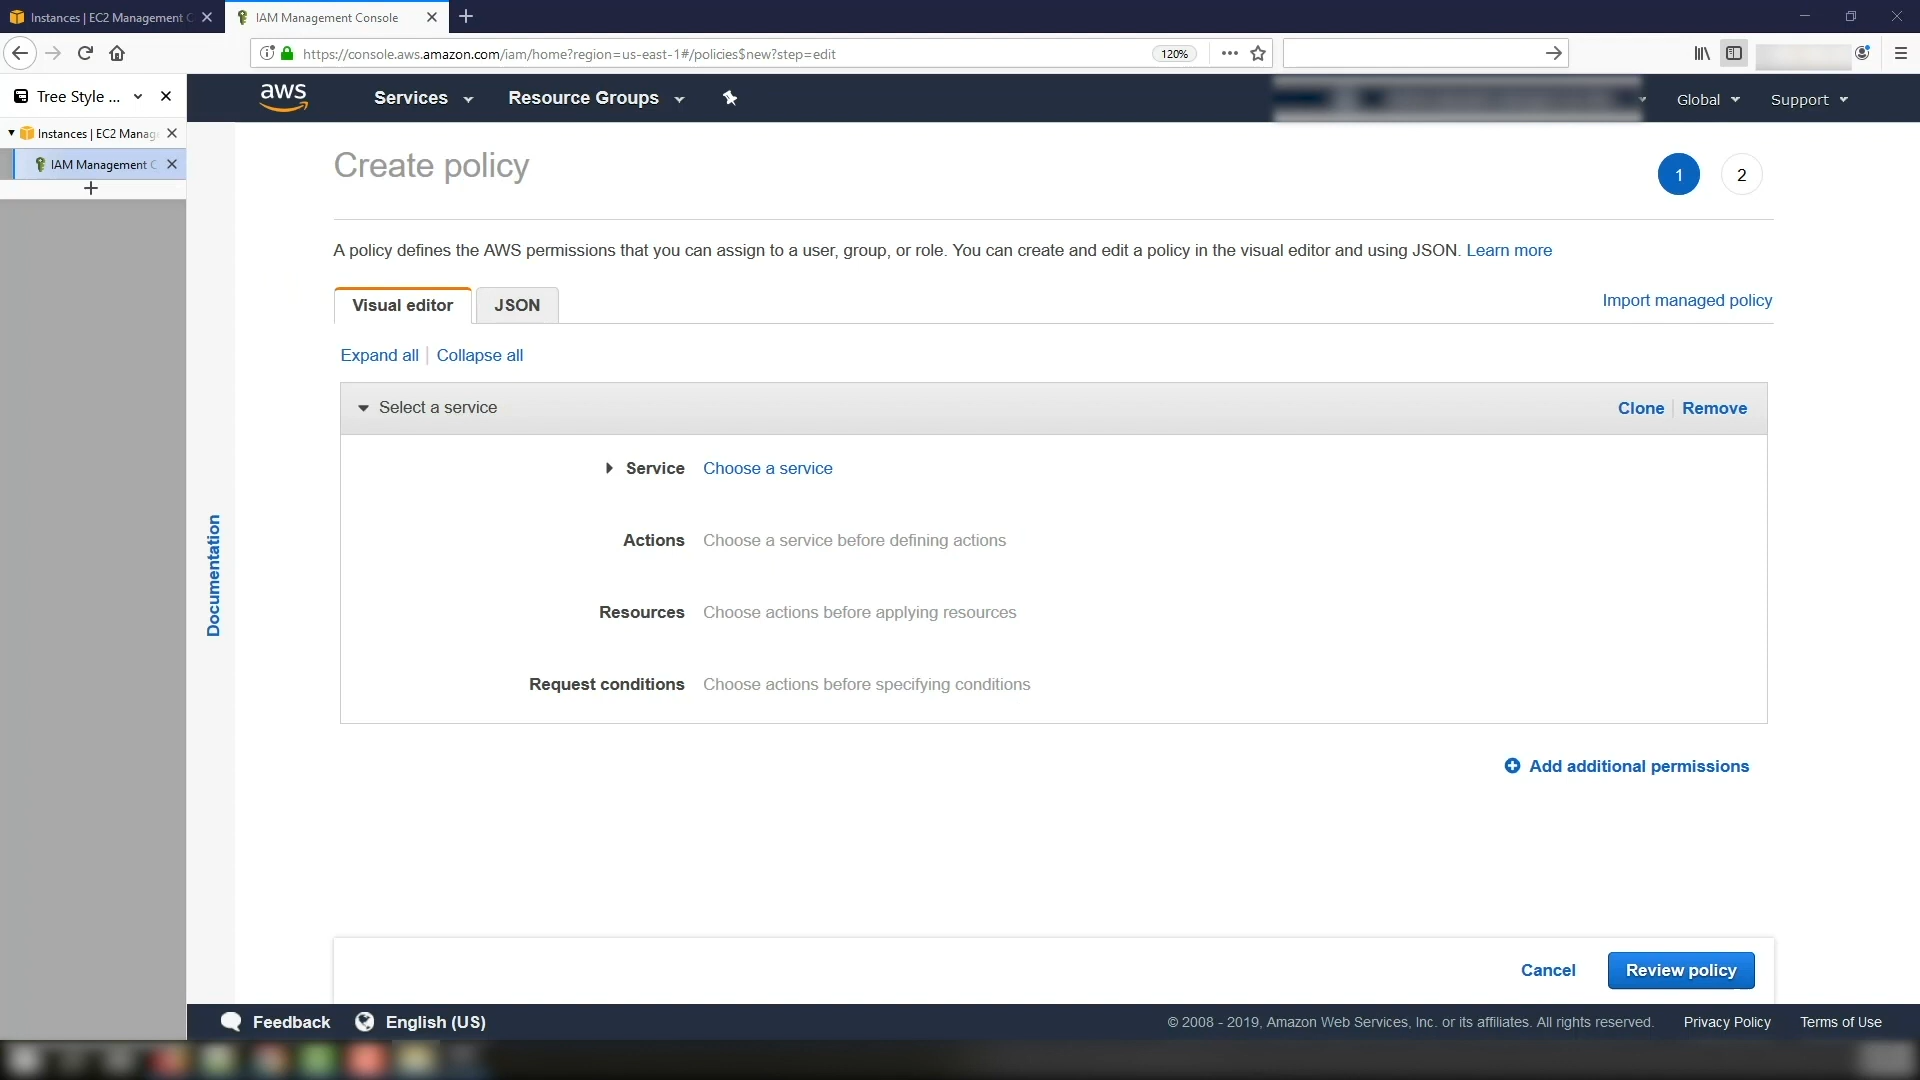 Instances | EC2 Management C
IAM Management Console
https://console.aws.amazon.com/iam/home?region=us-east-1#/policies$new?step=edit
120%
Tree Style ...
Instances | EC2 Manag
IAM Management C
aws
Services
Resource Groups
Global
Support
Create policy
1
2
A policy defines the AWS permissions that you can assign to a user, group, or role. You can create and edit a policy in the visual editor and using JSON. Learn more
Visual editor
JSON
Import managed policy
Expand all
Collapse all
Select a service
Clone
Remove
Service
Choose a service
Actions
Choose a service before defining actions
Resources
Choose actions before applying resources
Request conditions
Choose actions before specifying conditions
Documentation
Add additional permissions
Cancel
Review policy
Feedback
English (US)
© 2008 - 2019, Amazon Web Services, Inc. or its affiliates. All rights reserved.
Privacy Policy
Terms of Use